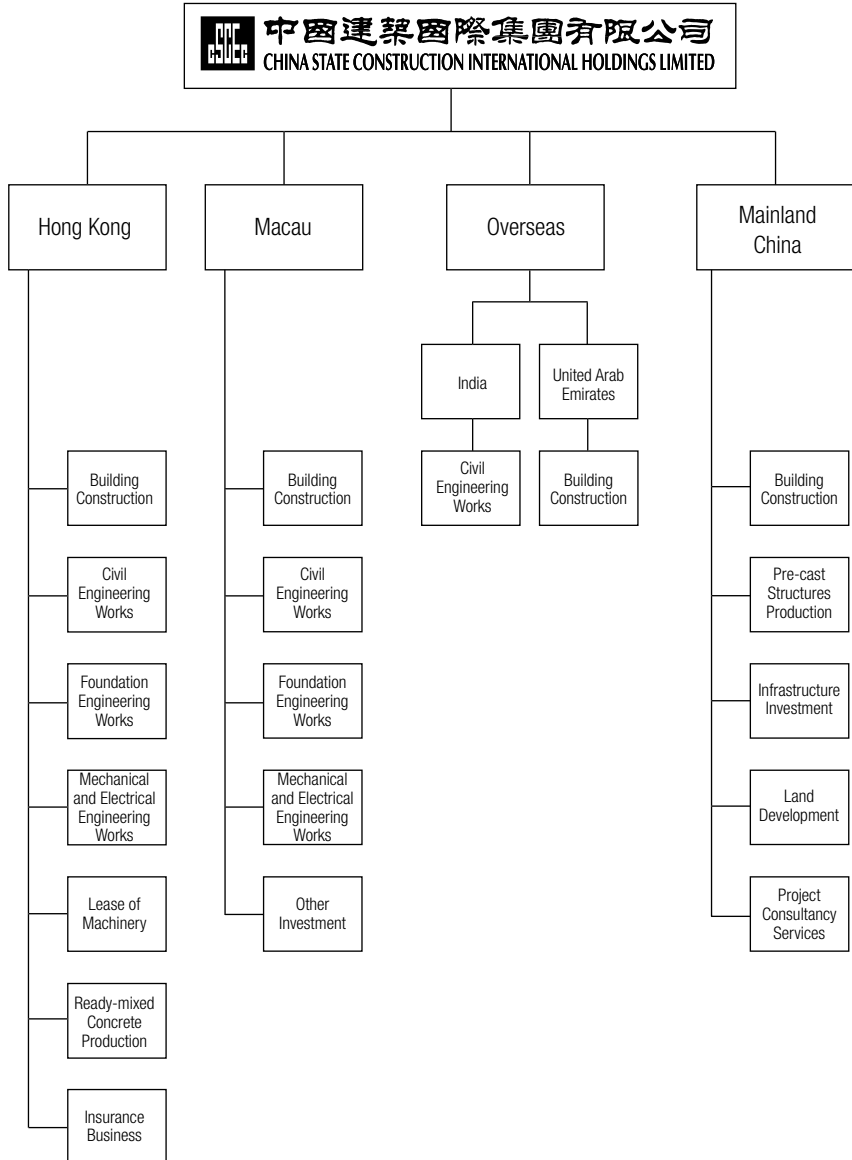 中國建築國際集團有限公司
CHINA STATE CONSTRUCTION INTERNATIONAL HOLDINGS LIMITED
Hong Kong
Macau
Overseas
Mainland
China
India
United Arab
Emirates
Building
Construction
Building
Construction
Civil
Engineering
Works
Building
Construction
Building
Construction
Civil
Engineering
Works
Civil
Engineering
Works
Pre-cast
Structures
Production
Foundation
Engineering
Works
Foundation
Engineering
Works
Infrastructure
Investment
Mechanical
and Electrical
Engineering
Works
Mechanical
and Electrical
Engineering
Works
Land
Development
Lease of
Machinery
Other
Investment
Project
Consultancy
Services
Ready-mixed
Concrete
Production
Insurance
Business